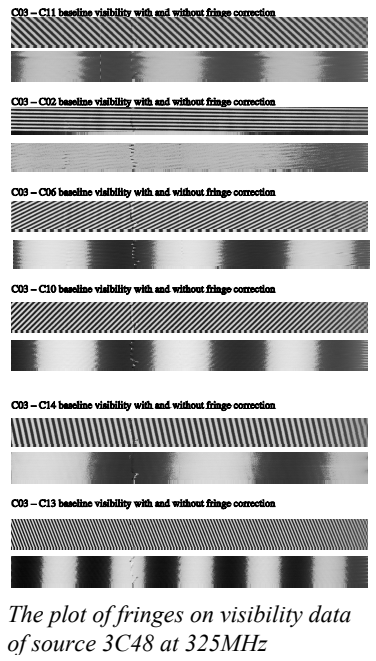 C03 – C11 baseline visibility with and without fringe correction
C03 – C02 baseline visibility with and without fringe correction
C03 – C06 baseline visibility with and without fringe correction
C03 – C10 baseline visibility with and without fringe correction
C03 – C14 baseline visibility with and without fringe correction
C03 – C13 baseline visibility with and without fringe correction
The plot of fringes on visibility data
of source 3C48 at 325MHz